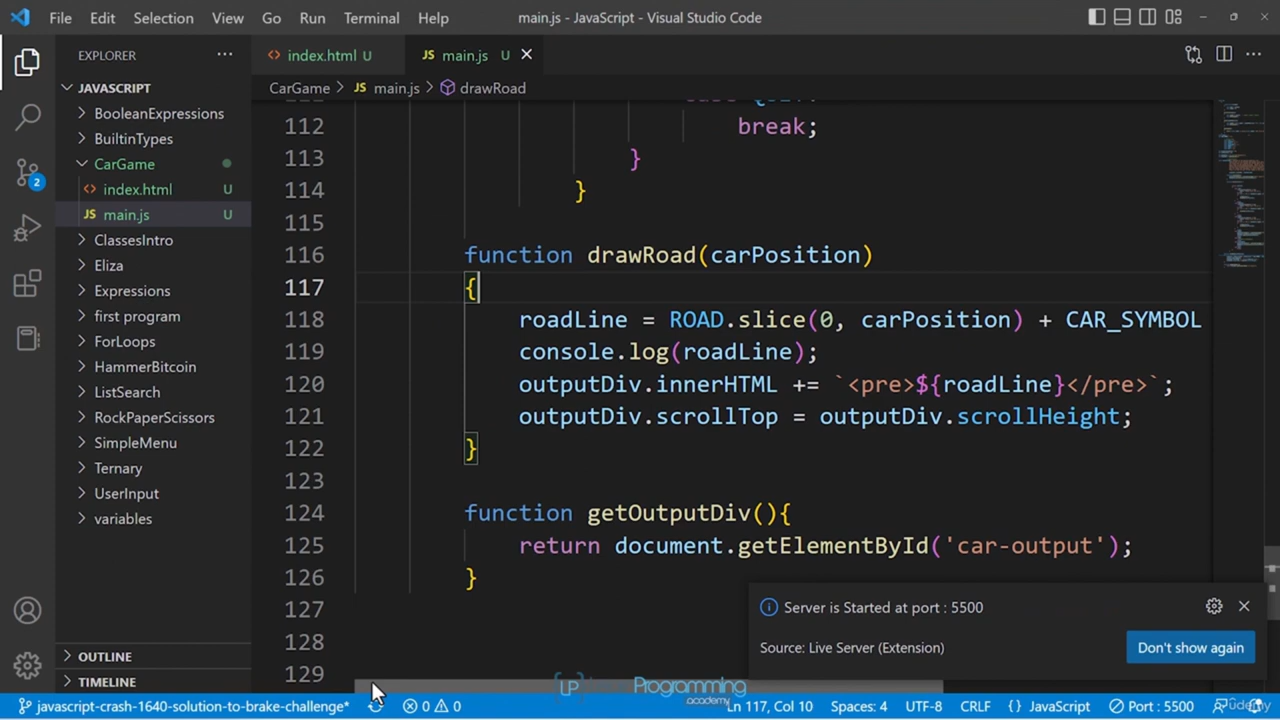 File Edit Selection View Go Run Terminal Help main.js - JavaScript - Visual Studio Code
EXPLORER ... index.html U JS main.js U
JAVASCRIPT
CarGame > JS main.js > drawRoad
BooleanExpressions
BuiltinTypes
CarGame
index.html U
JS main.js U
ClassesIntro
Eliza
Expressions
first program
ForLoops
HammerBitcoin
ListSearch
RockPaperScissors
SimpleMenu
Ternary
UserInput
variables
OUTLINE
TIMELINE
2
112 break;
113 }
114 }
115
116 function drawRoad(carPosition)
117 {
118 roadLine = ROAD.slice(0, carPosition) + CAR_SYMBOL
119 console.log(roadLine);
120 outputDiv.innerHTML += `<pre>${roadLine}</pre>`;
121 outputDiv.scrollTop = outputDiv.scrollHeight;
122 }
123
124 function getOutputDiv(){
125 return document.getElementById('car-output');
126 }
127
128
129
Server is Started at port : 5500
Source: Live Server (Extension)
Don't show again
LP Programming
academy
javascript-crash-1640-solution-to-brake-challenge* 0 0 Ln 117, Col 10 Spaces: 4 UTF-8 CRLF {} JavaScript Port : 5500
Udemy